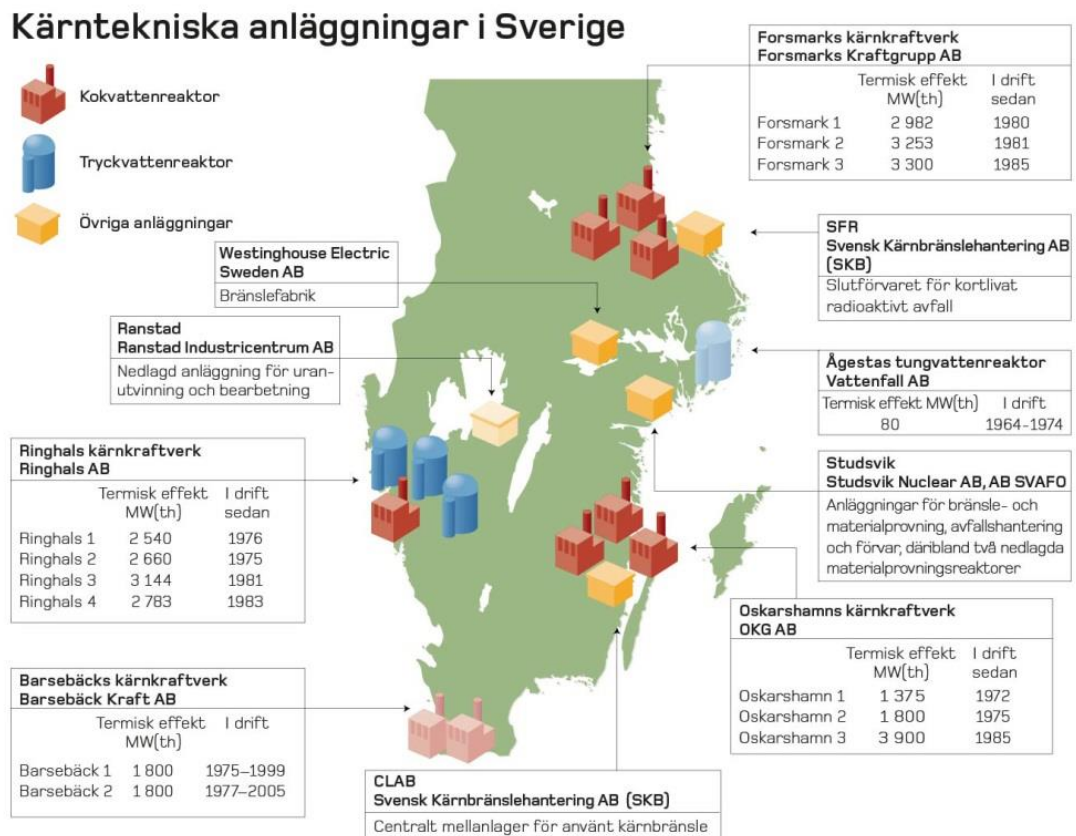 Kärntekniska anläggningar i Sverige
Kokvattenreaktor
Tryckvattenreaktor
Övriga anläggningar
Forsmarks kärnkraftverk
Forsmarks Kraftgrupp AB
Termisk effekt I drift
MW(th) sedan
Forsmark 1 2 982 1980
Forsmark 2 3 253 1981
Forsmark 3 3 300 1985
SFR
Svensk Kärnbränslehantering AB
(SKB)
Slutförvaret för kortlivat
radioaktivt avfall
Westinghouse Electric
Sweden AB
Bränslefabrik
Ranstad
Ranstad Industricentrum AB
Nedlagd anläggning för uran-
utvinning och bearbetning
Ågestas tungvattenreaktor
Vattenfall AB
Termisk effekt MW(th) I drift
80 1964-1974
Ringhals kärnkraftverk
Ringhals AB
Termisk effekt I drift
MW(th) sedan
Ringhals 1 2 540 1976
Ringhals 2 2 660 1975
Ringhals 3 3 144 1981
Ringhals 4 2 783 1983
Studsvik
Studsvik Nuclear AB, AB SVAFO
Anläggningar för bränsle- och
materialprovning, avfallshantering
och förvar, däribland två nedlagda
materialprovningsreaktorer
Oskarshamns kärnkraftverk
OKG AB
Termisk effekt I drift
MW(th) sedan
Oskarshamn 1 1 375 1972
Oskarshamn 2 1 800 1975
Oskarshamn 3 3 900 1985
Barsebäcks kärnkraftverk
Barsebäck Kraft AB
Termisk effekt I drift
MW(th)
Barsebäck 1 1 800 1975–1999
Barsebäck 2 1 800 1977–2005
CLAB
Svensk Kärnbränslehantering AB (SKB)
Centralt mellanlager för använt kärnbränsle